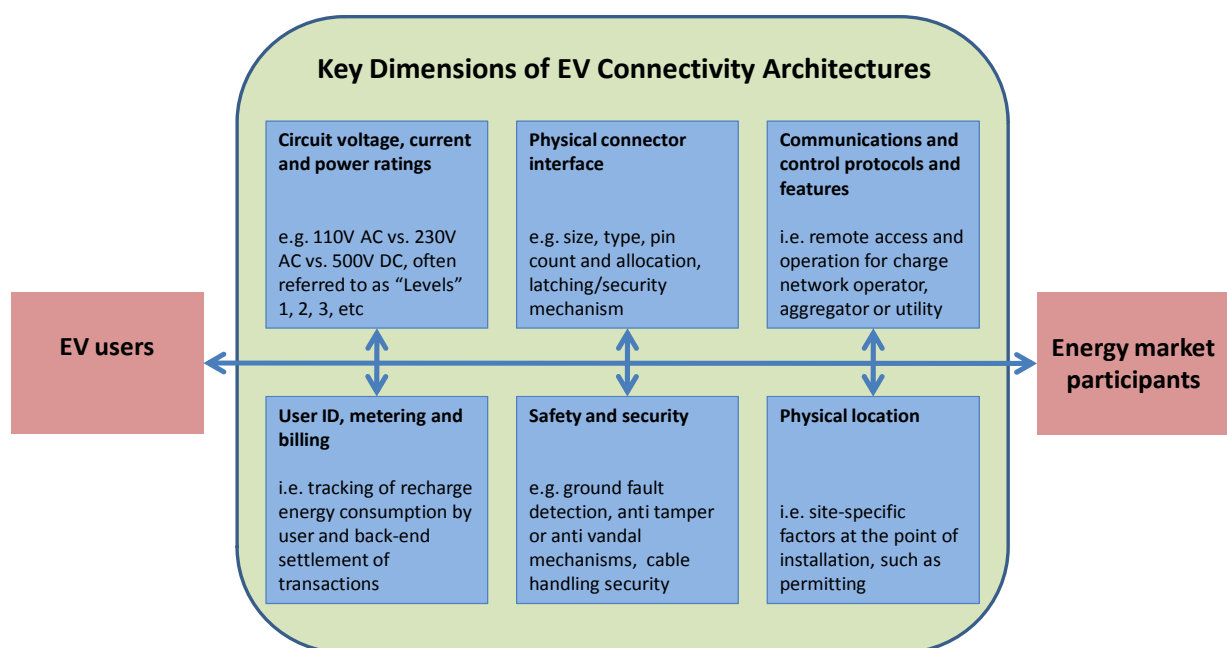 Key Dimensions of EV Connectivity Architectures
Circuit voltage, current
and power ratings
e.g. 110V AC vs. 230V
AC vs. 500V DC, often
referred to as “Levels”
1, 2, 3, etc
Physical connector
interface
e.g. size, type, pin
count and allocation,
latching/security
mechanism
Communications and
control protocols and
features
i.e. remote access and
operation for charge
network operator,
aggregator or utility
EV users
Energy market
participants
User ID, metering and
billing
i.e. tracking of recharge
energy consumption by
user and back-end
settlement of
transactions
Safety and security
e.g. ground fault
detection, anti tamper
or anti vandal
mechanisms,  cable
handling security
Physical location
i.e. site-specific
factors at the point of
installation, such as
permitting